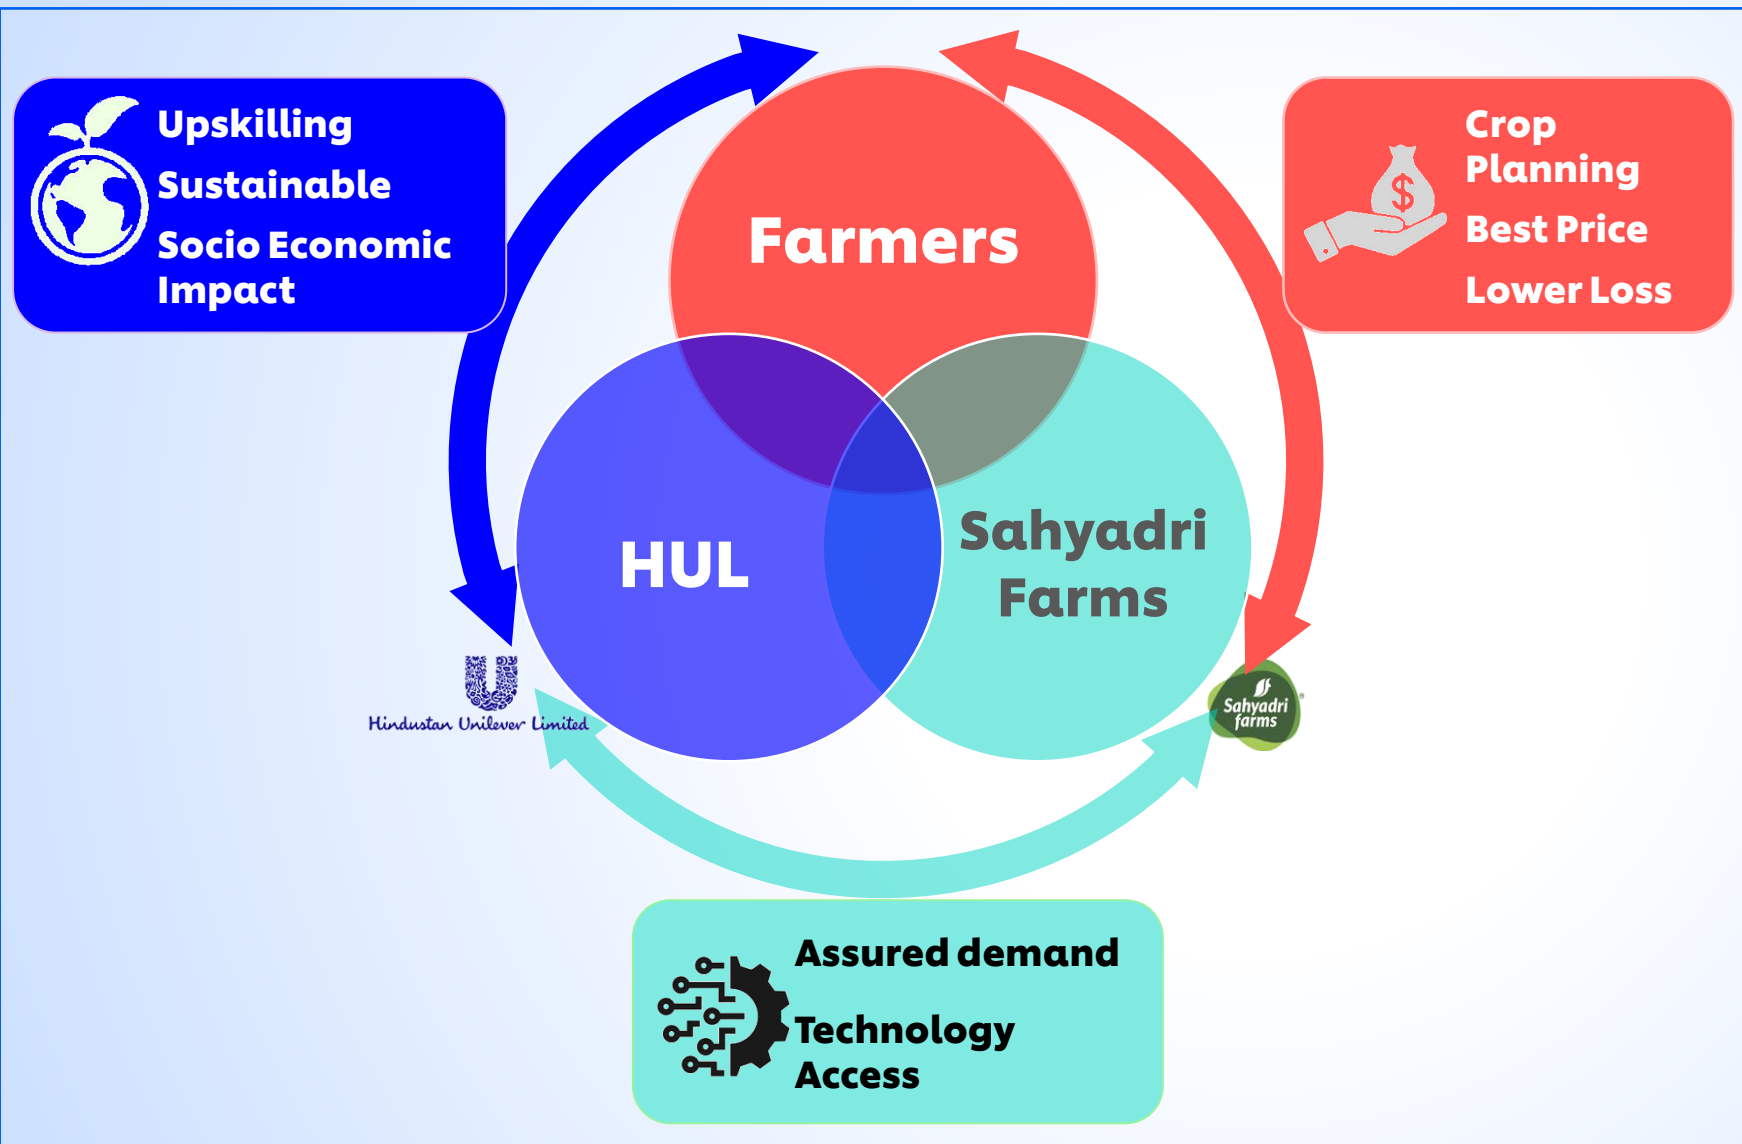 Upskilling
Sustainable
Socio Economic
Impact
Crop
Planning
Best Price
Lower Loss
$
Farmers
HUL
Sahyadri
Farms
U
Hindustan Unilever Limited
Sahyadri
farms
®
Assured demand
Technology
Access